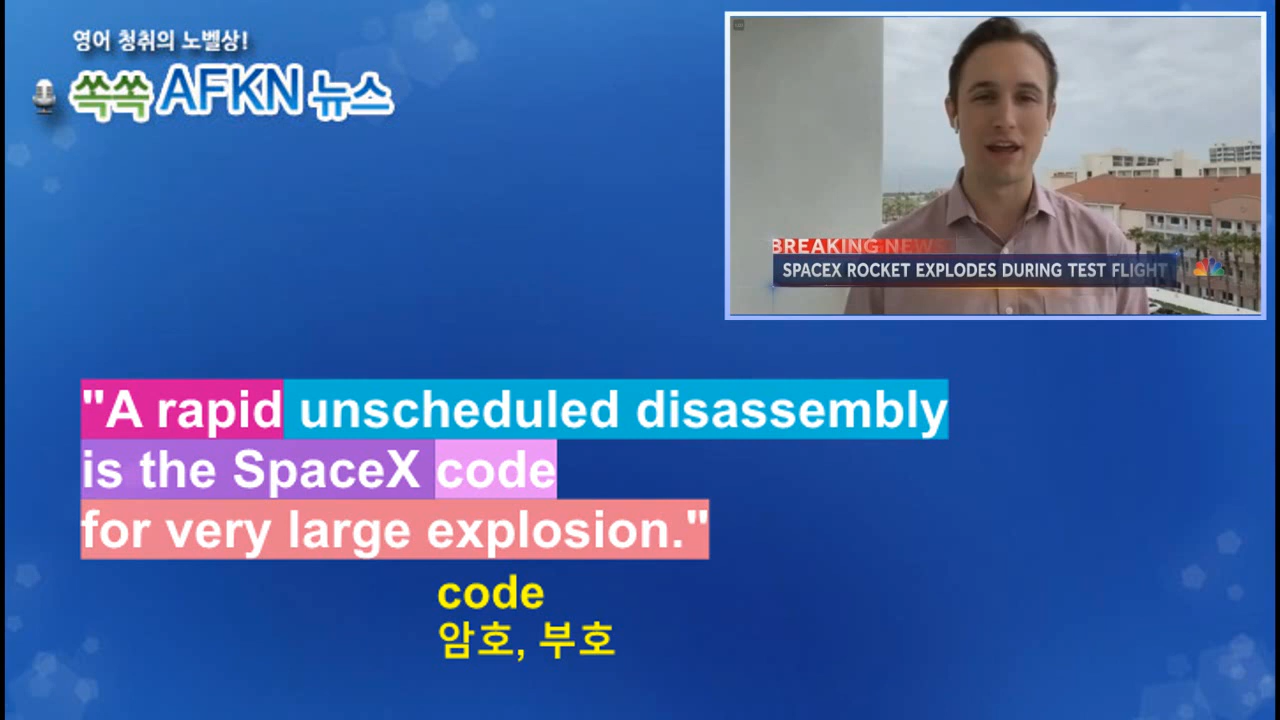 영어 청취의 노벨상!
쏙쏙 AFKN 뉴스
BREAKING NEWS
SPACEX ROCKET EXPLODES DURING TEST FLIGHT
"A rapid unscheduled disassembly
is the SpaceX code
for very large explosion."
code
암호, 부호